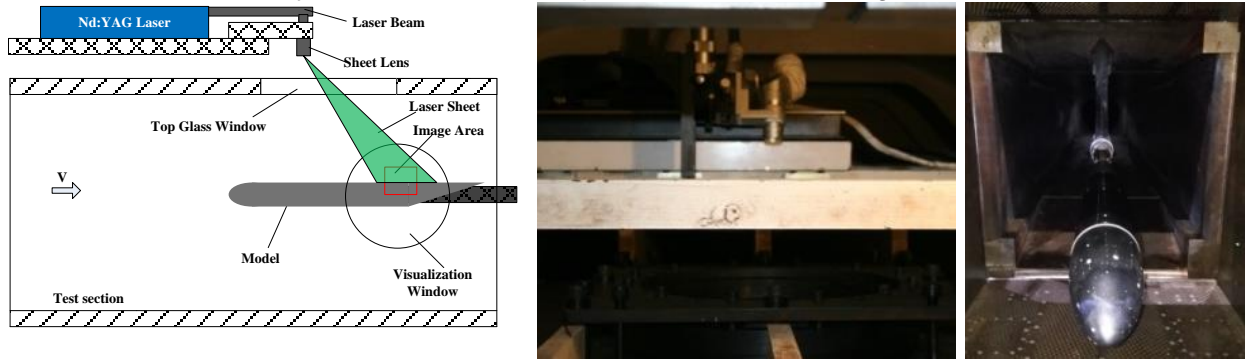 Nd:YAG Laser
Laser Beam
Sheet Lens
Laser Sheet
Top Glass Window
Image Area
V
Model
Visualization
Window
Test section